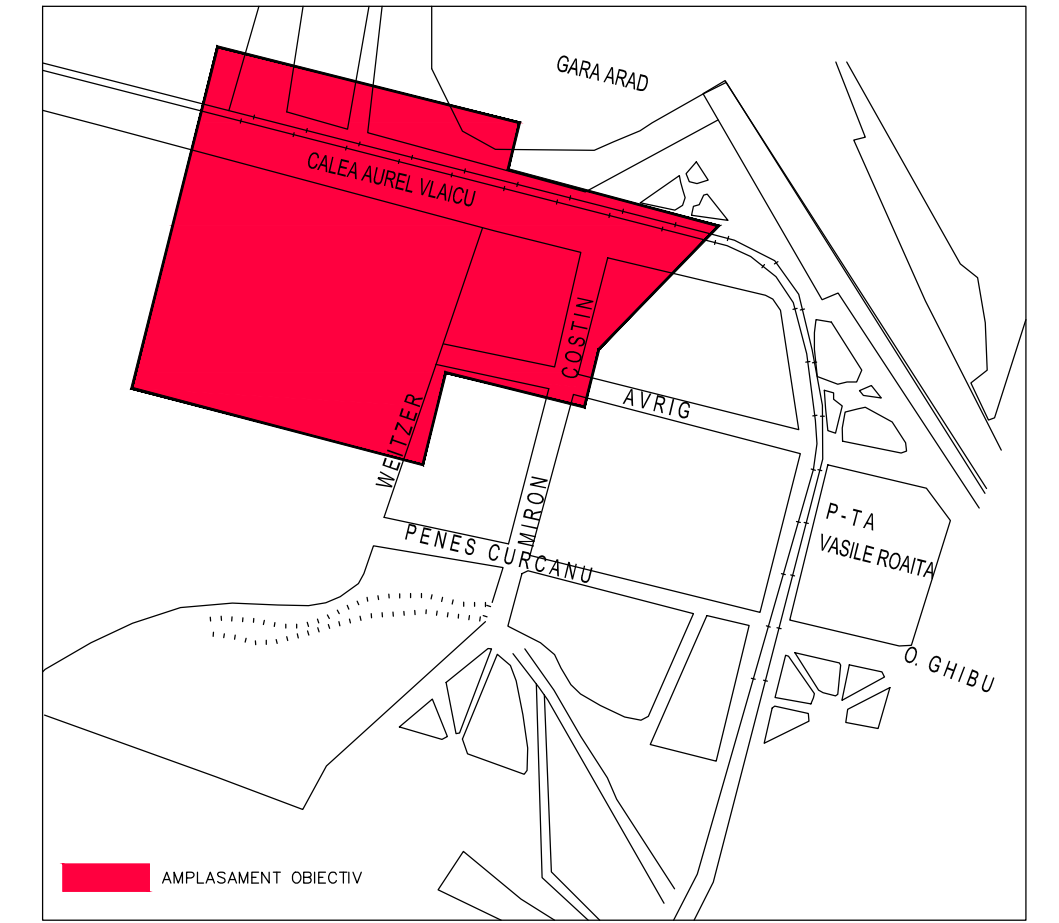 GARA ARAD
CALEA AUREL VLAICU
COSTIN
AVRIG
WEITZER
MIRON
PENES CURCANU
P-TA
VASILE ROAITA
O. GHIBU
AMPLASAMENT OBIECTIV